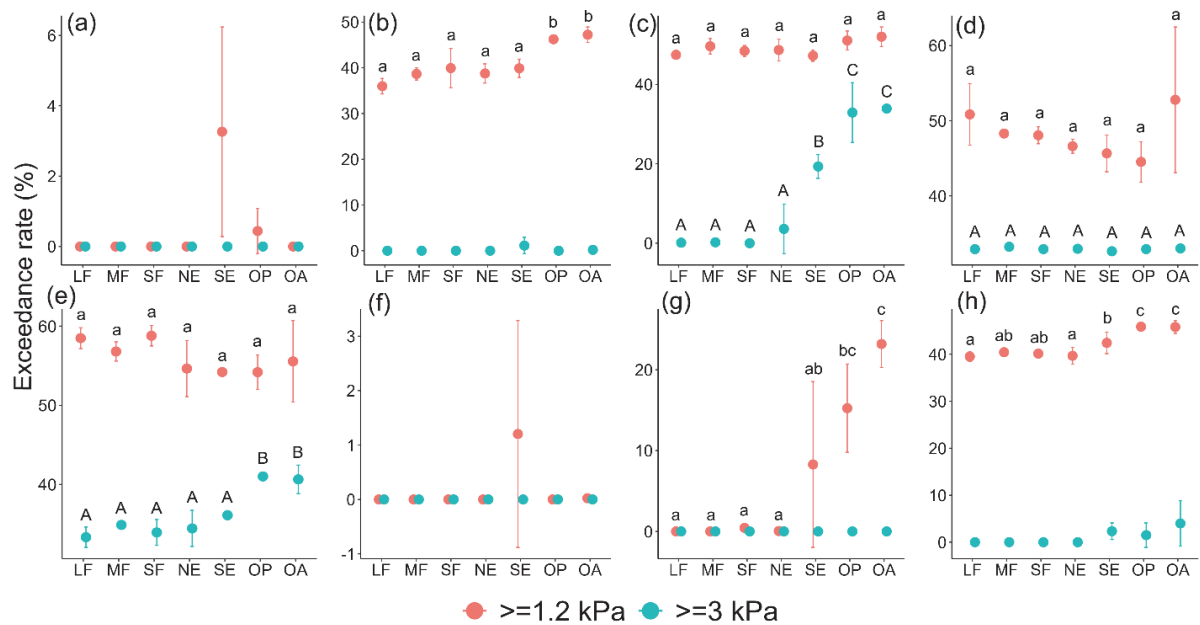 Exceedance rate (%)
(a)
6
4
2
0
LF MF SF NE SE OP OA
(b)
50
40
30
20
10
0
a a a a a b b
LF MF SF NE SE OP OA
(c)
40
20
0
a a a a a a a
A A A A B C C
LF MF SF NE SE OP OA
(d)
60
50
40
a a a a a a a
A A A A A A A
LF MF SF NE SE OP OA
(e)
60
50
40
a a a a a a a
A A A A A B B
LF MF SF NE SE OP OA
(f)
3
2
1
0
-1
LF MF SF NE SE OP OA
(g)
20
10
0
a a a a ab bc c
LF MF SF NE SE OP OA
(h)
40
30
20
10
0
a ab ab a b c c
LF MF SF NE SE OP OA
>=1.2 kPa >=3 kPa